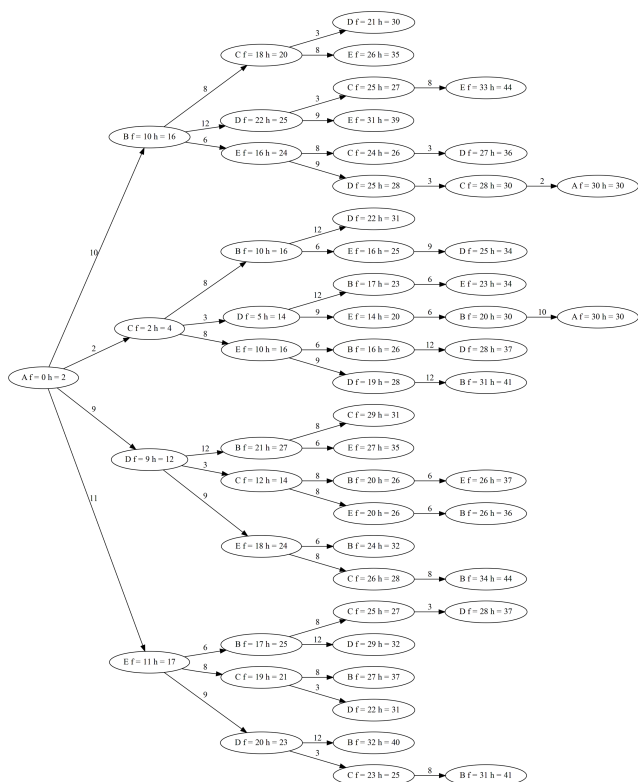 D f = 21 h = 30
3
C f = 18 h = 20
8
E f = 26 h = 35
8
C f = 25 h = 27
8
E f = 33 h = 44
3
12
D f = 22 h = 25
9
E f = 31 h = 39
B f = 10 h = 16
6
E f = 16 h = 24
8
C f = 24 h = 26
3
D f = 27 h = 36
9
D f = 25 h = 28
3
C f = 28 h = 30
2
A f = 30 h = 30
10
D f = 22 h = 31
12
B f = 10 h = 16
6
E f = 16 h = 25
9
D f = 25 h = 34
8
B f = 17 h = 23
6
E f = 23 h = 34
12
C f = 2 h = 4
3
D f = 5 h = 14
9
E f = 14 h = 20
6
B f = 20 h = 30
10
A f = 30 h = 30
8
E f = 10 h = 16
6
B f = 16 h = 26
12
D f = 28 h = 37
2
9
D f = 19 h = 28
12
B f = 31 h = 41
A f = 0 h = 2
9
C f = 29 h = 31
8
12
B f = 21 h = 27
6
E f = 27 h = 35
D f = 9 h = 12
3
C f = 12 h = 14
8
B f = 20 h = 26
6
E f = 26 h = 37
8
E f = 20 h = 26
6
B f = 26 h = 36
9
E f = 18 h = 24
6
B f = 24 h = 32
8
C f = 26 h = 28
8
B f = 34 h = 44
11
C f = 25 h = 27
3
D f = 28 h = 37
8
6
B f = 17 h = 25
12
D f = 29 h = 32
E f = 11 h = 17
8
C f = 19 h = 21
8
B f = 27 h = 37
3
D f = 22 h = 31
9
D f = 20 h = 23
12
B f = 32 h = 40
3
C f = 23 h = 25
8
B f = 31 h = 41